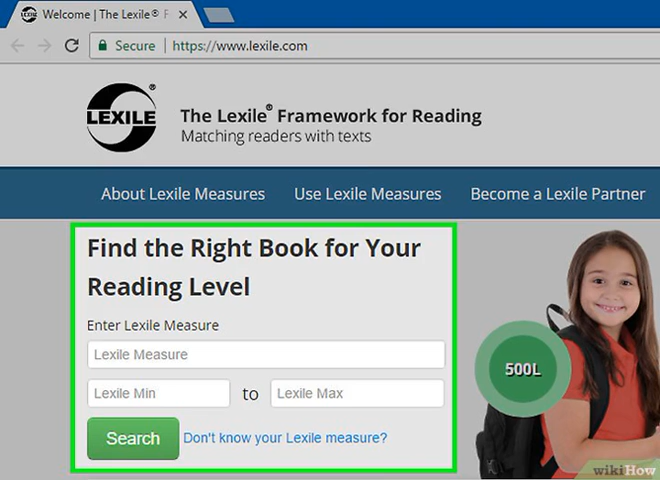 Welcome | The Lexile® F
Secure
https://www.lexile.com
LEXILE®
The Lexile® Framework for Reading
Matching readers with texts
About Lexile Measures
Use Lexile Measures
Become a Lexile Partner
Find the Right Book for Your
Reading Level
Enter Lexile Measure
Lexile Measure
Lexile Min to Lexile Max
Search Don't know your Lexile measure?
500L
wikiHow